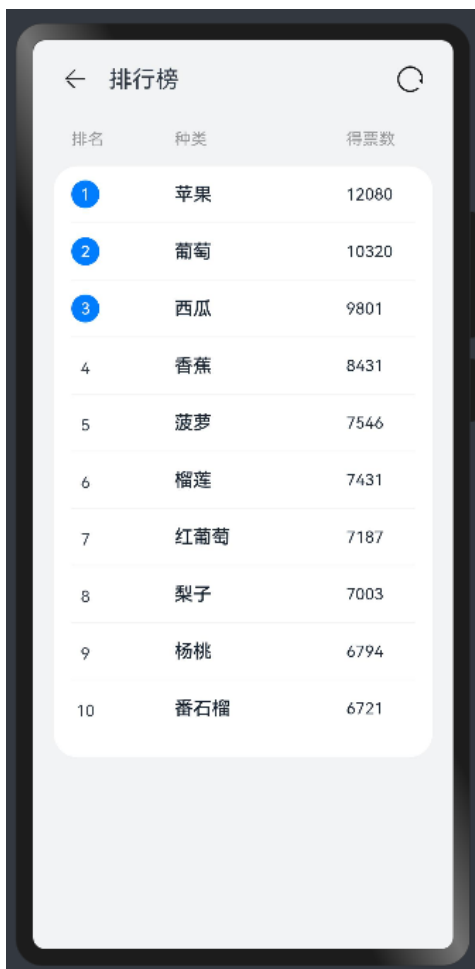 排行榜
排名 种类 得票数
1 苹果 12080
2 葡萄 10320
3 西瓜 9801
4 香蕉 8431
5 菠萝 7546
6 榴莲 7431
7 红葡萄 7187
8 梨子 7003
9 杨桃 6794
10 番石榴 6721